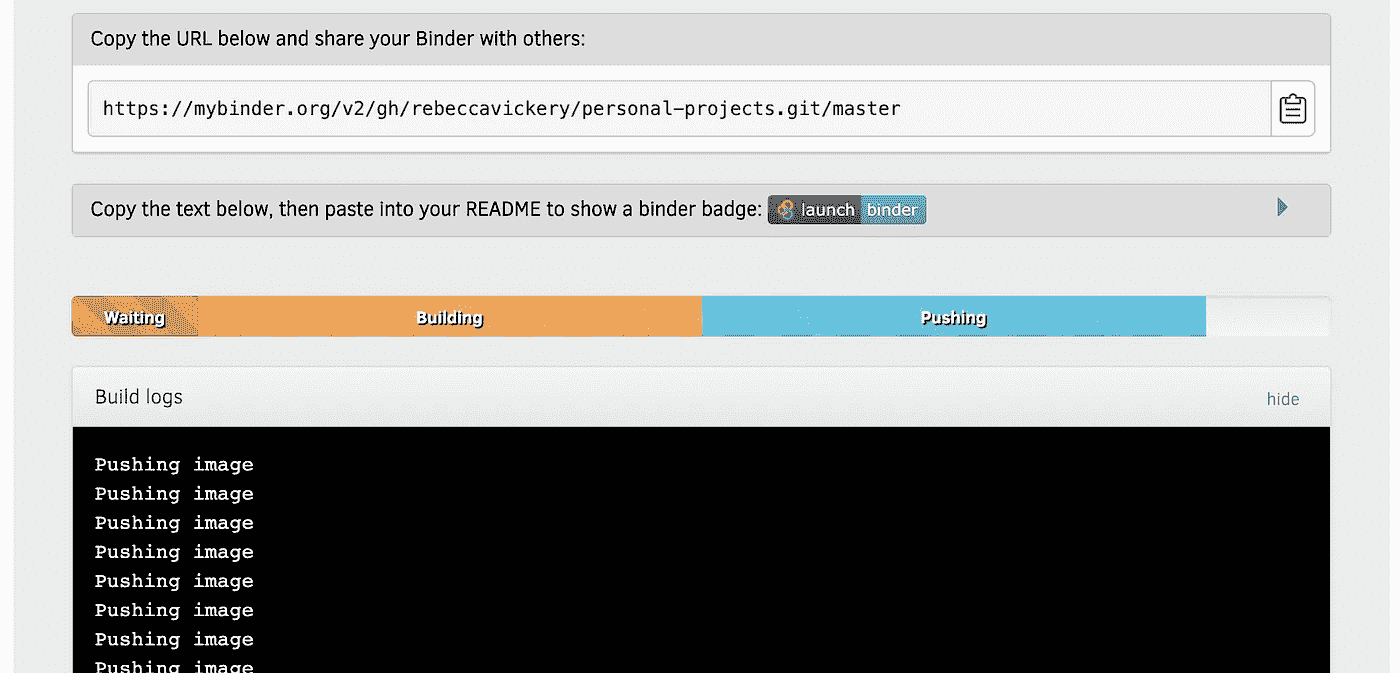 Copy the URL below and share your Binder with others:
https://mybinder.org/v2/gh/rebeccavickery/personal-projects.git/master
Copy the text below, then paste into your README to show a binder badge: launch binder
Waiting Building Pushing
Build logs hide
Pushing image
Pushing image
Pushing image
Pushing image
Pushing image
Pushing image
Pushing image
Pushing image